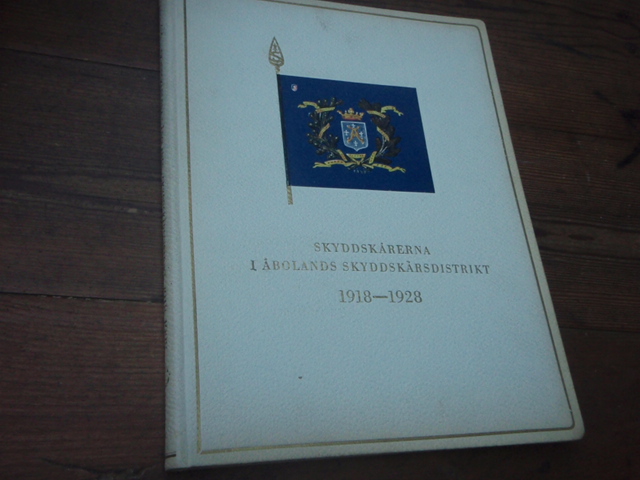 SKYDDSKÅRERNA
I ÅBOLANDS SKYDDSKÅRSDISTRIKT
1918—1928